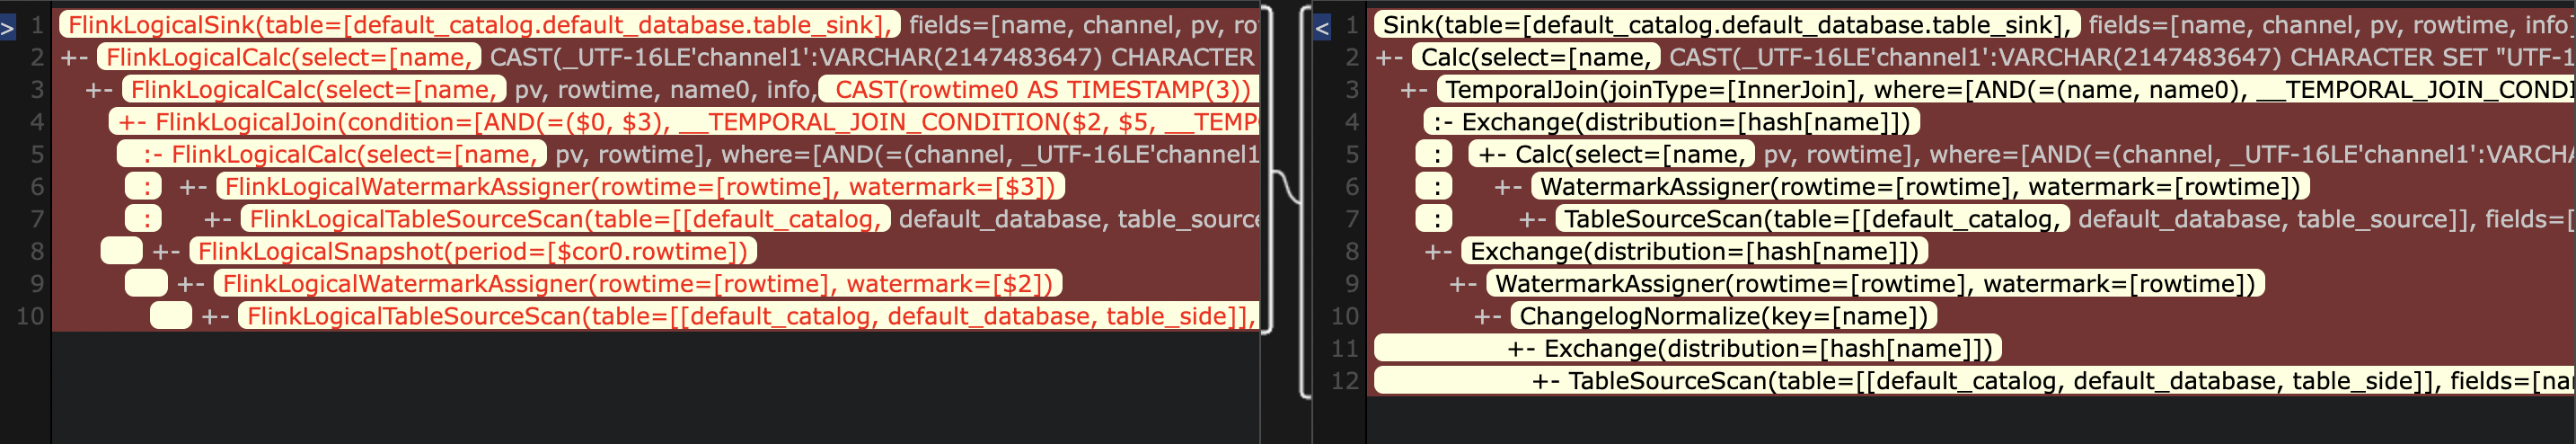 > 1 FlinkLogicalSink(table=[default_catalog.default_database.table_sink], fields=[name, channel, pv, ro
2 +- FlinkLogicalCalc(select=[name, CAST(_UTF-16LE'channel1':VARCHAR(2147483647) CHARACTER
3 +- FlinkLogicalCalc(select=[name, pv, rowtime, name0, info, CAST(rowtime0 AS TIMESTAMP(3))
4 +- FlinkLogicalJoin(condition=[AND(=($0, $3), __TEMPORAL_JOIN_CONDITION($2, $5, __TEMP
5 :- FlinkLogicalCalc(select=[name, pv, rowtime], where=[AND(=(channel, _UTF-16LE'channel1
6 : +- FlinkLogicalWatermarkAssigner(rowtime=[rowtime], watermark=[$3])
7 : +- FlinkLogicalTableSourceScan(table=[[default_catalog, default_database, table_source
8 +- FlinkLogicalSnapshot(period=[$cor0.rowtime])
9 +- FlinkLogicalWatermarkAssigner(rowtime=[rowtime], watermark=[$2])
10 +- FlinkLogicalTableSourceScan(table=[[default_catalog, default_database, table_side]],
< 1 Sink(table=[default_catalog.default_database.table_sink], fields=[name, channel, pv, rowtime, info
2 +- Calc(select=[name, CAST(_UTF-16LE'channel1':VARCHAR(2147483647) CHARACTER SET "UTF-1
3 +- TemporalJoin(joinType=[InnerJoin], where=[AND(=(name, name0), __TEMPORAL_JOIN_CONDI
4 :- Exchange(distribution=[hash[name]])
5 : +- Calc(select=[name, pv, rowtime], where=[AND(=(channel, _UTF-16LE'channel1':VARCHA
6 : +- WatermarkAssigner(rowtime=[rowtime], watermark=[rowtime])
7 : +- TableSourceScan(table=[[default_catalog, default_database, table_source]], fields=[
8 +- Exchange(distribution=[hash[name]])
9 +- WatermarkAssigner(rowtime=[rowtime], watermark=[rowtime])
10 +- ChangelogNormalize(key=[name])
11 +- Exchange(distribution=[hash[name]])
12 +- TableSourceScan(table=[[default_catalog, default_database, table_side]], fields=[na